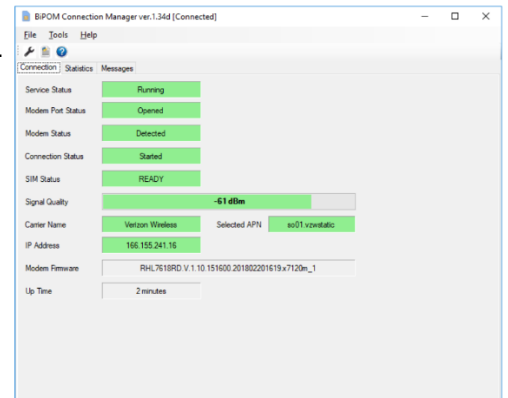 BiPOM Connection Manager ver.1.34d [Connected]
File Tools Help
Connection Statistics Messages
Service Status Running
Modem Port Status Opened
Modem Status Detected
Connection Status Started
SIM Status READY
Signal Quality -61 dBm
Carrier Name Verizon Wireless Selected APN so01.vzwstatic
IP Address 166.155.241.16
Modem Firmware RHL7618RD.V.1.10.151600.201802201619.x7120m_1
Up Time 2 minutes